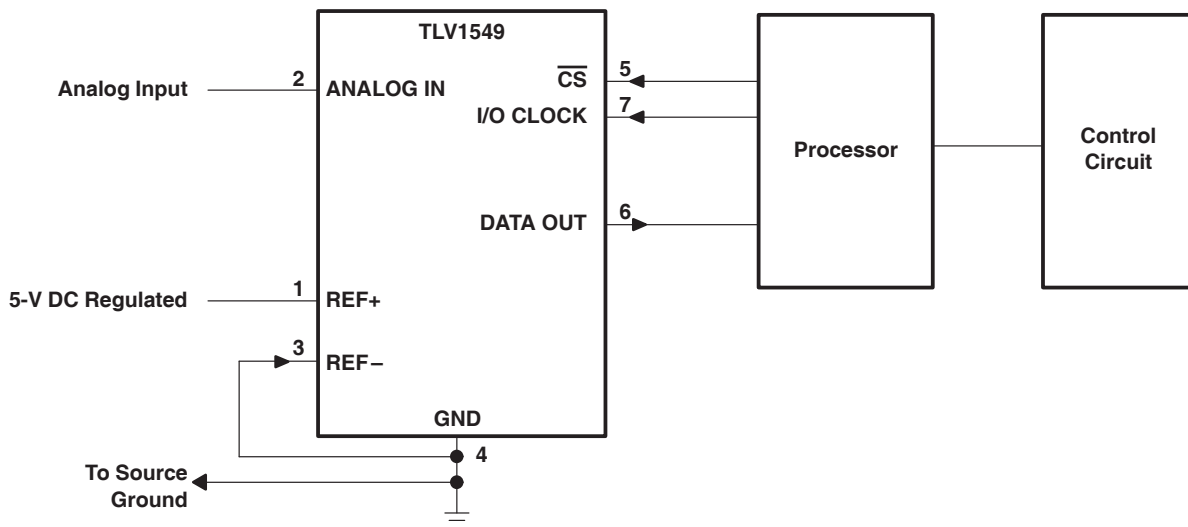 TLV1549
Analog Input
2
ANALOG IN
CS
5
I/O CLOCK
7
DATA OUT
6
5-V DC Regulated
1
REF+
3
REF−
GND
4
To Source
Ground
Processor
Control
Circuit